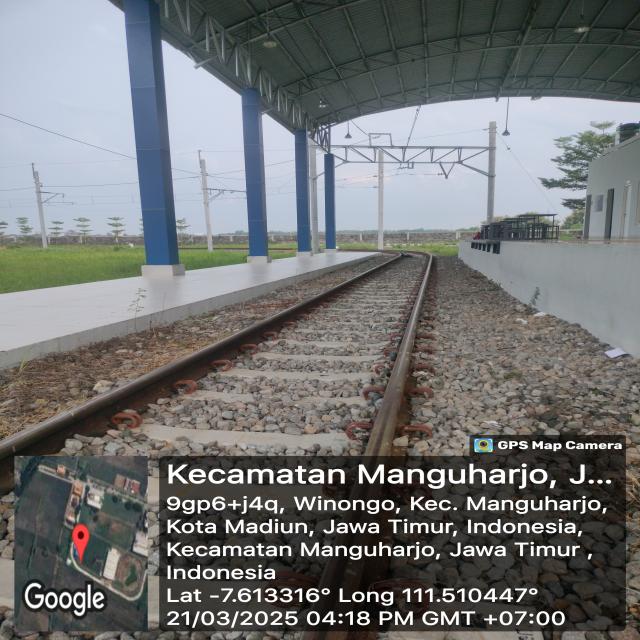 GPS Map Camera
Kecamatan Manguharjo, J...
9gp6+j4q, Winongo, Kec. Manguharjo,
Kota Madiun, Jawa Timur, Indonesia,
Kecamatan Manguharjo, Jawa Timur ,
Indonesia
Lat -7.613316° Long 111.510447°
21/03/2025 04:18 PM GMT +07:00
Google